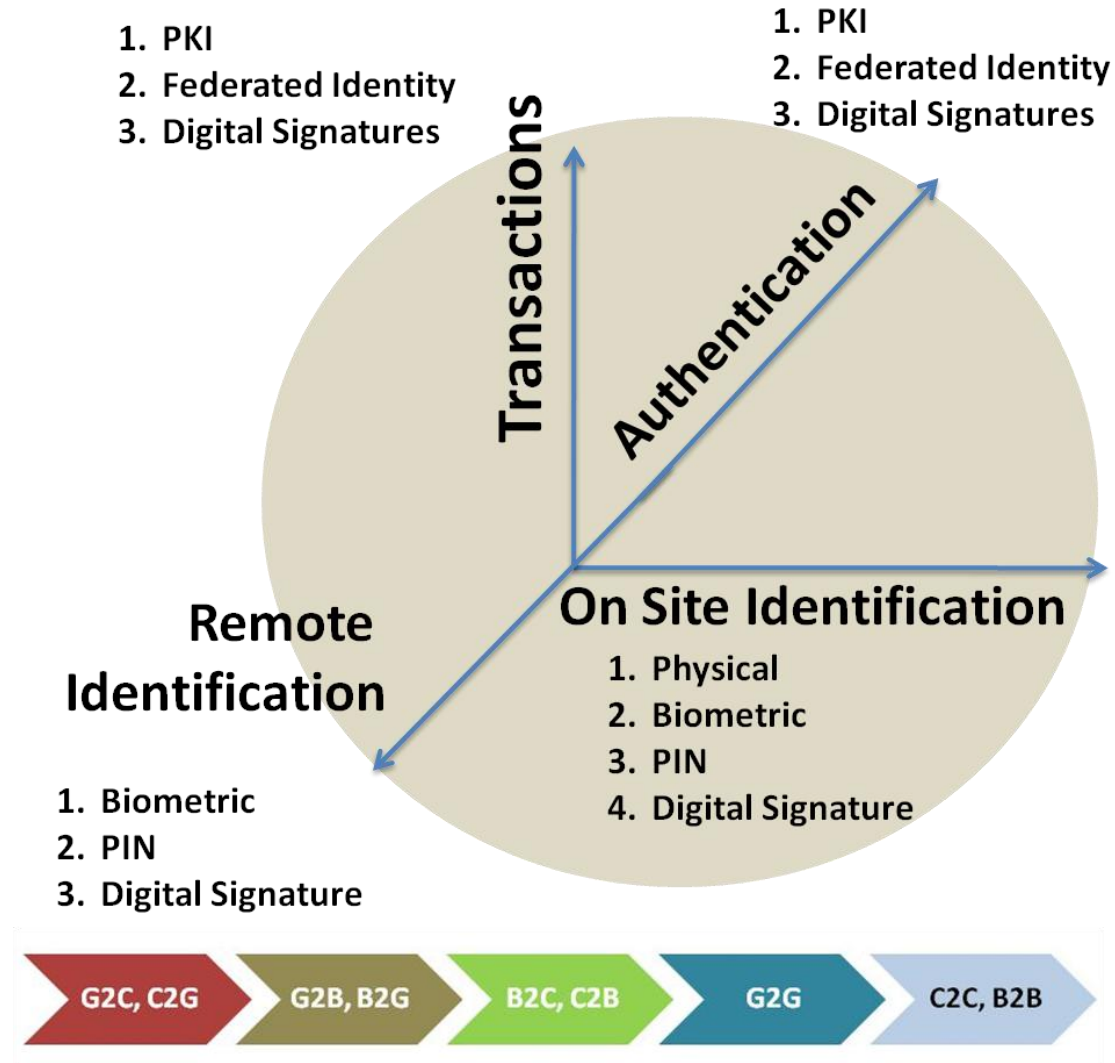 1. PKI
2. Federated Identity
3. Digital Signatures
1. PKI
2. Federated Identity
3. Digital Signatures
Transactions
Authentication
On Site Identification
1. Physical
2. Biometric
3. PIN
4. Digital Signature
Remote
Identification
1. Biometric
2. PIN
3. Digital Signature
G2C, C2G
G2B, B2G
B2C, C2B
G2G
C2C, B2B